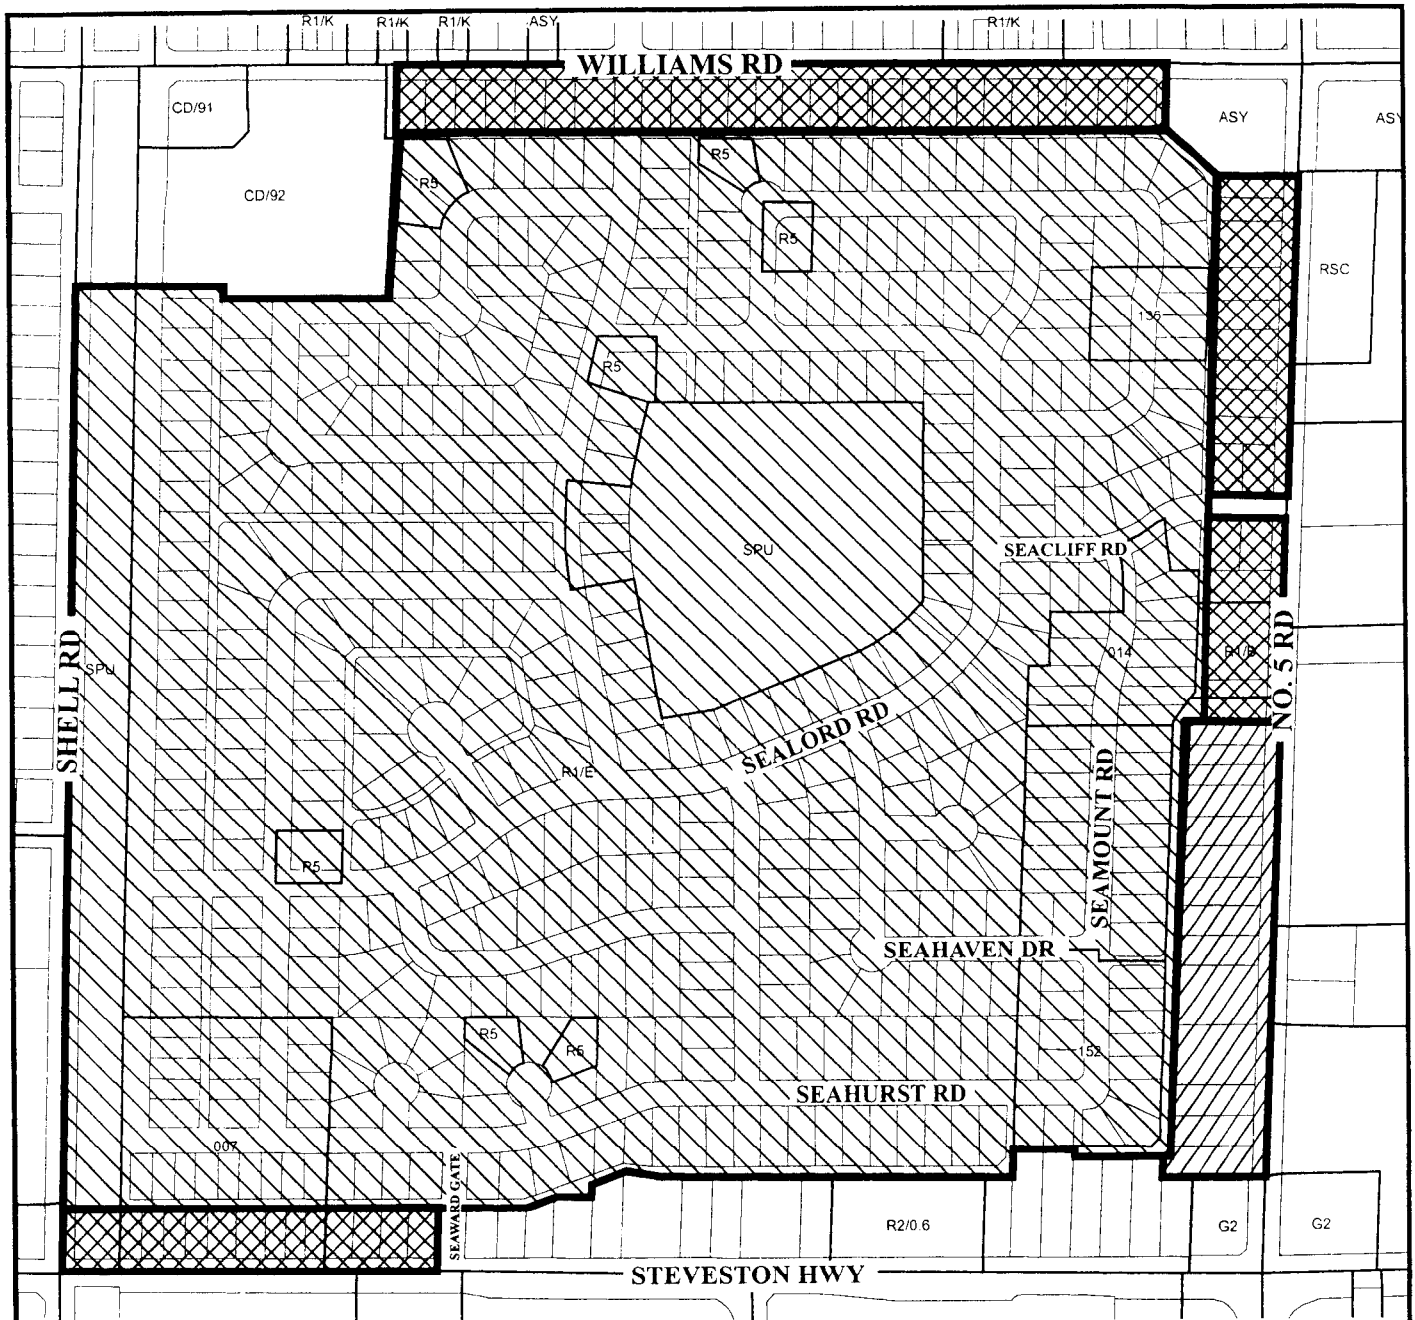 R1/K
R1/K
R1/K
ASY
R1/K
WILLIAMS RD
CD/91
ASY
ASY
R5
R5
CD/92
R5
RSC
135
R5
SPU
SEACLIFF RD
SHELL RD
SPU
014
R1/B
NO. 5 RD
SEALORD RD
R1/E
SEAMOUNT RD
R5
SEAHAVEN DR
R5
R5
152
SEAHURST RD
007
SEAWARD GATE
R2/0.6
G2
G2
STEVESTON HWY